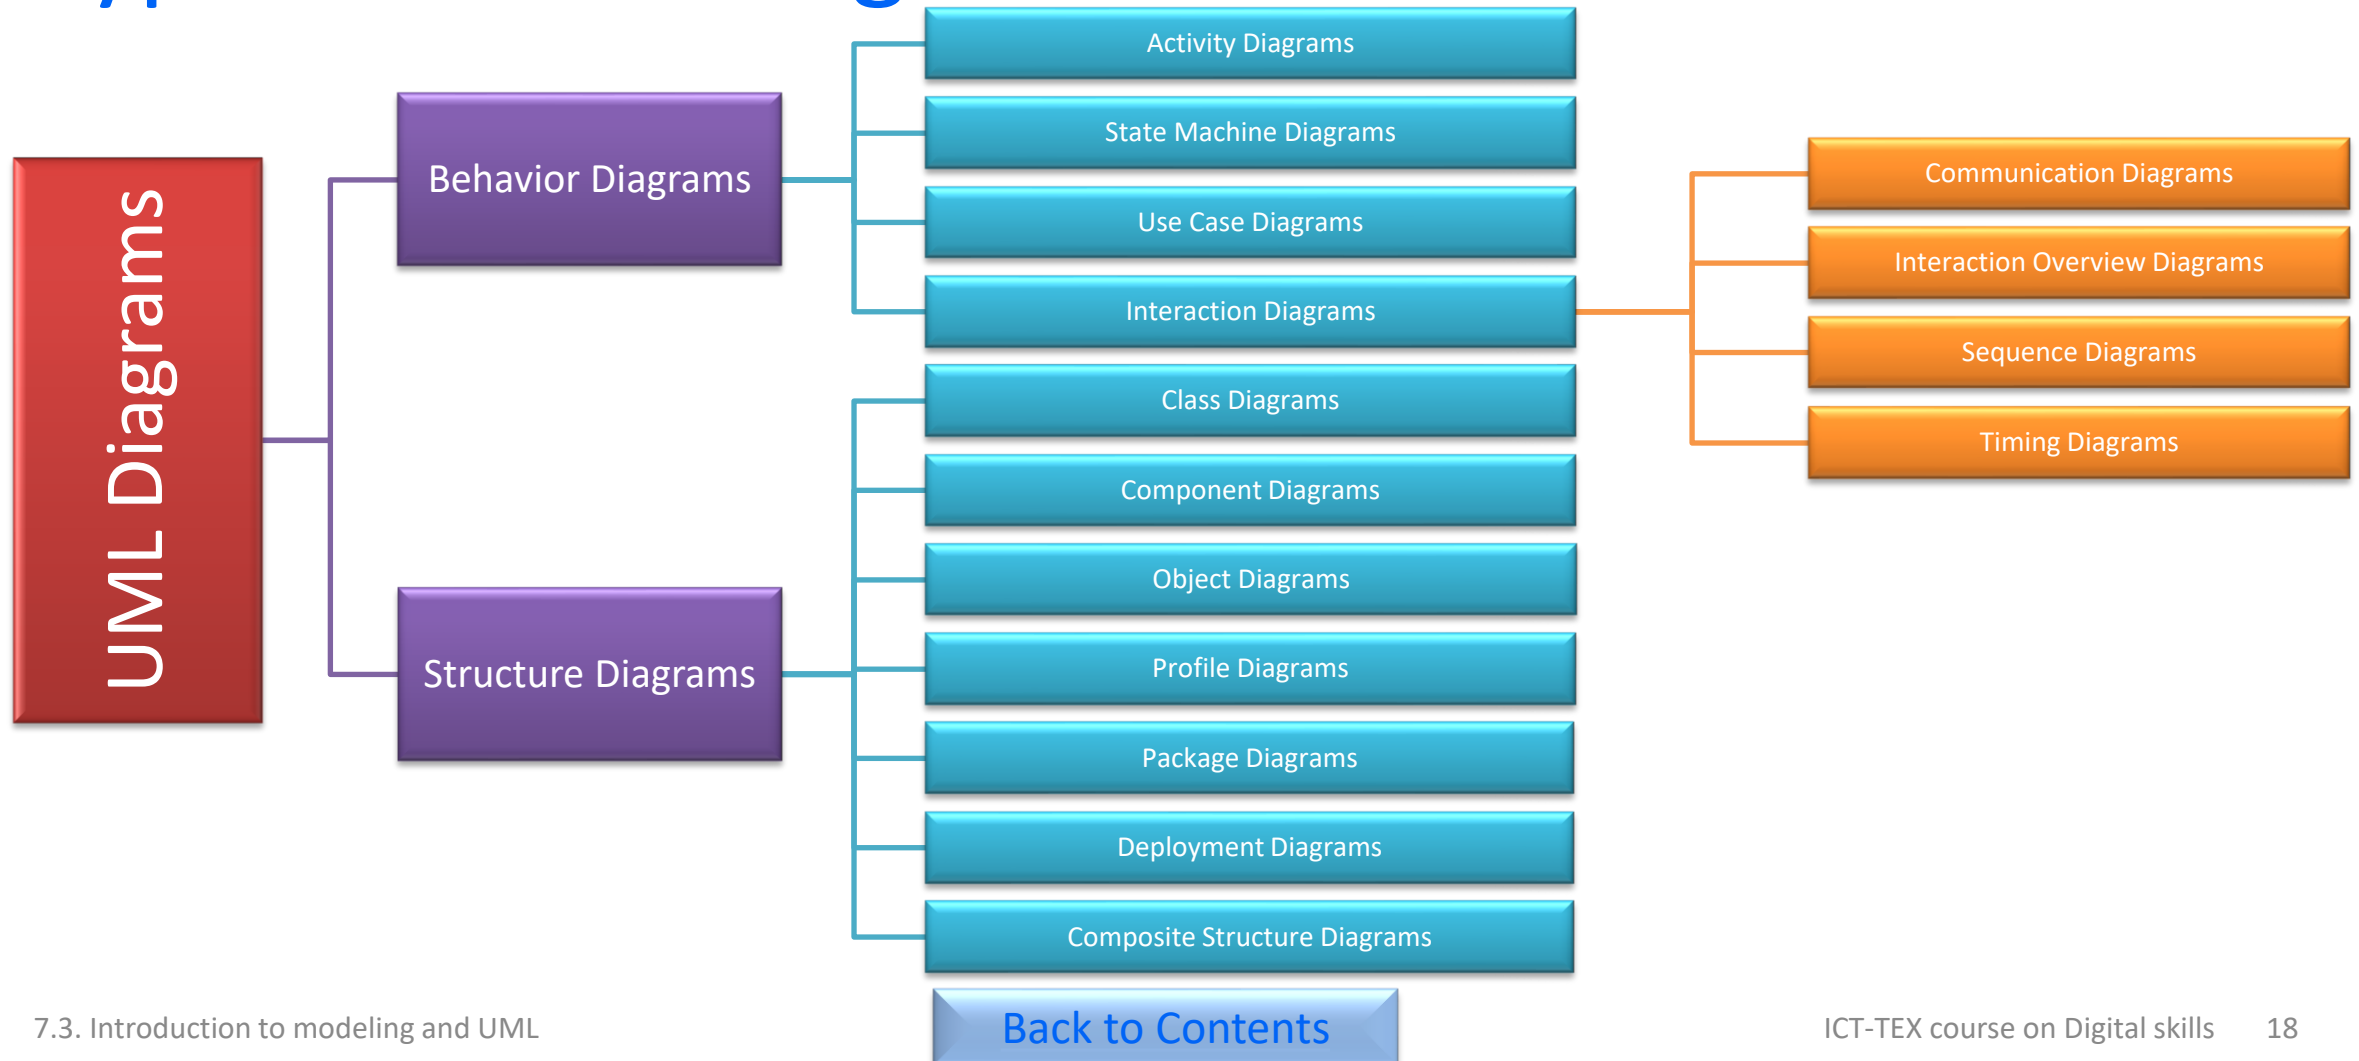 UML Diagrams
Behavior Diagrams
Activity Diagrams
State Machine Diagrams
Use Case Diagrams
Interaction Diagrams
Communication Diagrams
Interaction Overview Diagrams
Sequence Diagrams
Timing Diagrams
Structure Diagrams
Class Diagrams
Component Diagrams
Object Diagrams
Profile Diagrams
Package Diagrams
Deployment Diagrams
Composite Structure Diagrams
Back to Contents
7.3. Introduction to modeling and UML
ICT-TEX course on Digital skills 18